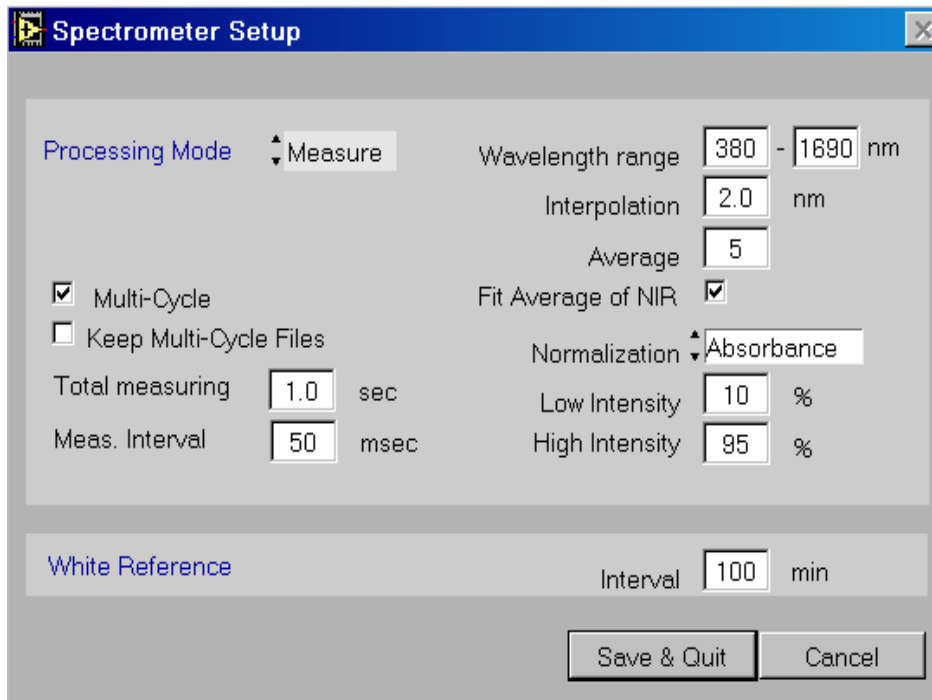 Spectrometer Setup
Processing Mode Measure
Wavelength range 380 - 1690 nm
Interpolation 2.0 nm
Average 5
Multi-Cycle
Fit Average of NIR
Keep Multi-Cycle Files
Normalization Absorbance
Total measuring 1.0 sec
Low Intensity 10 %
Meas. Interval 50 msec
High Intensity 95 %
White Reference
Interval 100 min
Save & Quit Cancel